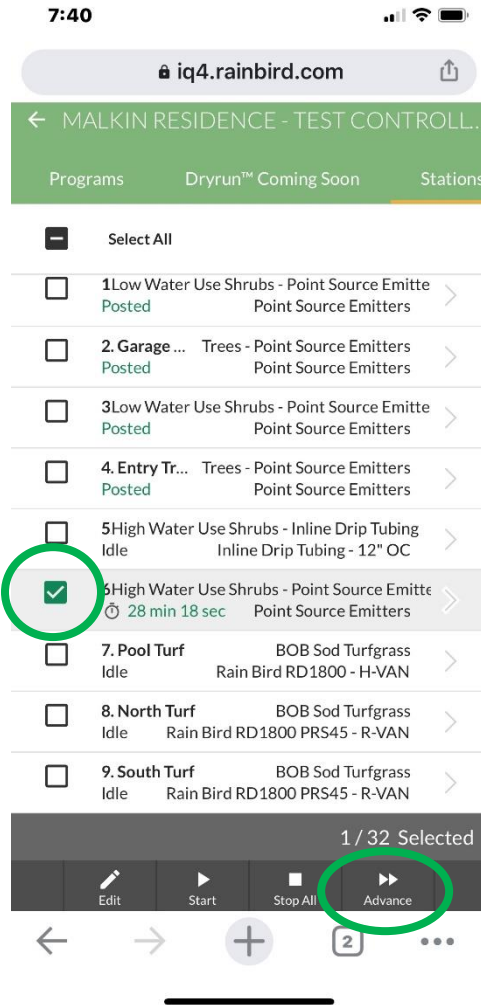 7:40
iq4.rainbird.com
MALKIN RESIDENCE - TEST CONTROLL...
Programs Dryrun™ Coming Soon Stations
Select All
1Low Water Use Shrubs - Point Source Emitte
Posted Point Source Emitters
2. Garage ... Trees - Point Source Emitters
Posted Point Source Emitters
3Low Water Use Shrubs - Point Source Emitte
Posted Point Source Emitters
4. Entry Tr... Trees - Point Source Emitters
Posted Point Source Emitters
5High Water Use Shrubs - Inline Drip Tubing
Idle Inline Drip Tubing - 12" OC
6High Water Use Shrubs - Point Source Emitte
28 min 18 sec Point Source Emitters
7. Pool Turf BOB Sod Turfgrass
Idle Rain Bird RD1800 - H-VAN
8. North Turf BOB Sod Turfgrass
Idle Rain Bird RD1800 PRS45 - R-VAN
9. South Turf BOB Sod Turfgrass
Idle Rain Bird RD1800 PRS45 - R-VAN
1 / 32 Selected
Edit Start Stop All Advance
2